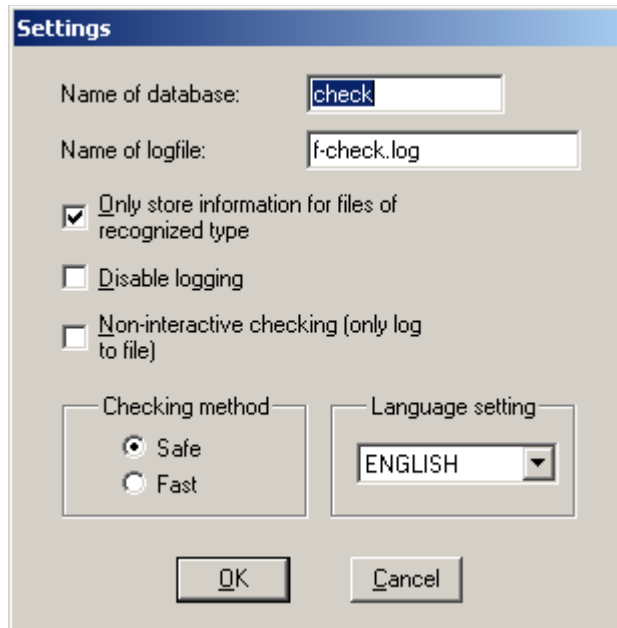 Settings
Name of database: check
Name of logfile: f-check.log
Only store information for files of
recognized type
Disable logging
Non-interactive checking (only log
to file)
Checking method
Safe
Fast
Language setting
ENGLISH
OK
Cancel